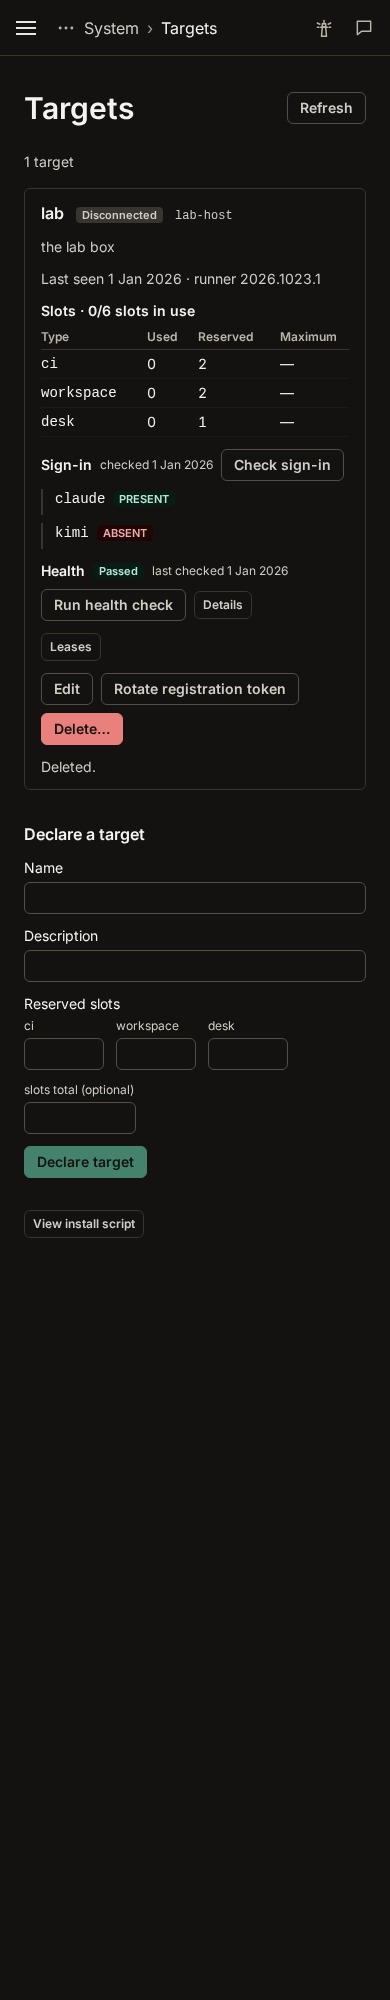 System › Targets
Targets
Refresh
1 target
lab Disconnected lab-host
the lab box
Last seen 1 Jan 2026 · runner 2026.1023.1
Slots · 0/6 slots in use
Type Used Reserved Maximum
ci 0 2 —
workspace 0 2 —
desk 0 1 —
Sign-in checked 1 Jan 2026 Check sign-in
claude PRESENT
kimi ABSENT
Health Passed last checked 1 Jan 2026
Run health check Details
Leases
Edit Rotate registration token
Delete...
Deleted.
Declare a target
Name
Description
Reserved slots
ci workspace desk
slots total (optional)
Declare target
View install script